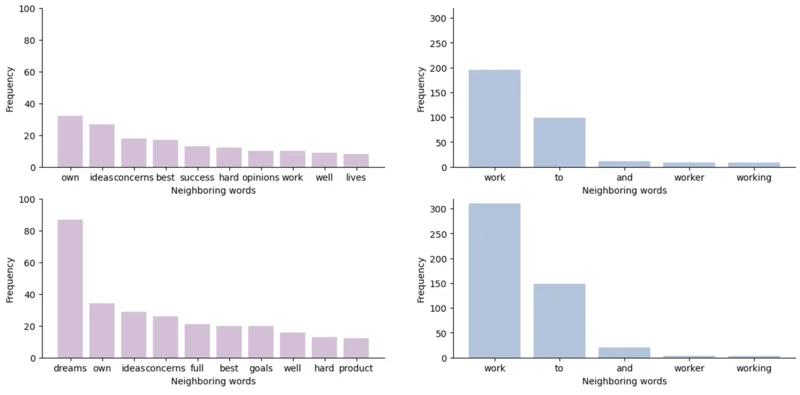 100
80
60
40
20
0
Frequency
own ideas concerns best success hard opinions work well lives
Neighboring words
300
250
200
150
100
50
0
Frequency
work to and worker working
Neighboring words
100
80
60
40
20
0
Frequency
dreams own ideas concerns full best goals well hard product
Neighboring words
300
250
200
150
100
50
0
Frequency
work to and worker working
Neighboring words